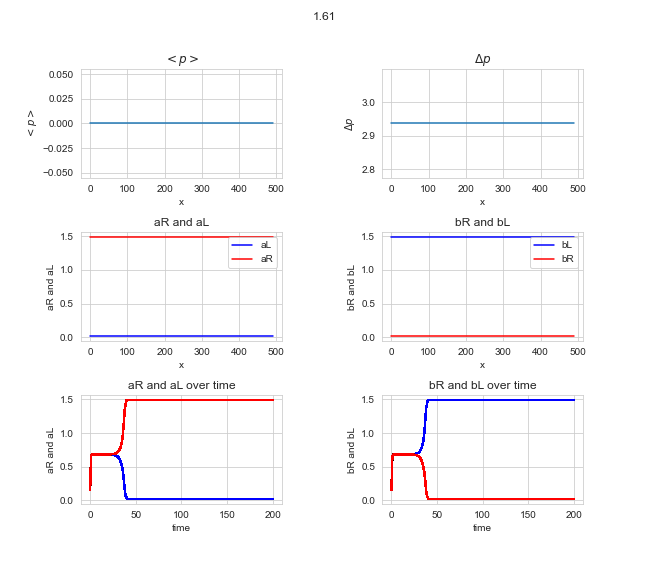 1.61
< p >
Δp
0.050
0.025
0.000
−0.025
−0.050
< p >
0 100 200 300 400 500
x
3.0
2.9
2.8
Δp
0 100 200 300 400 500
x
aR and aL
bR and bL
1.5
1.0
0.5
0.0
aR and aL
aL
aR
0 100 200 300 400 500
x
1.5
1.0
0.5
0.0
bR and bL
bL
bR
0 100 200 300 400 500
x
aR and aL over time
bR and bL over time
1.5
1.0
0.5
0.0
aR and aL
0 50 100 150 200
time
1.5
1.0
0.5
0.0
bR and bL
0 50 100 150 200
time